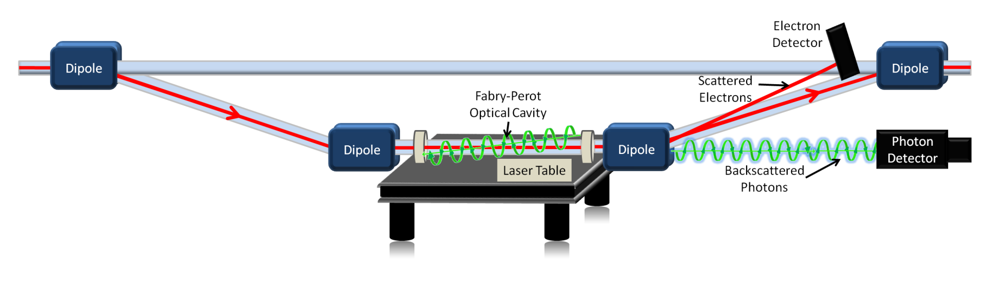 Electron
Detector
Dipole
Dipole
Scattered
Electrons
Fabry-Perot
Optical Cavity
Dipole
Dipole
Photon
Detector
Laser Table
Backscattered
Photons